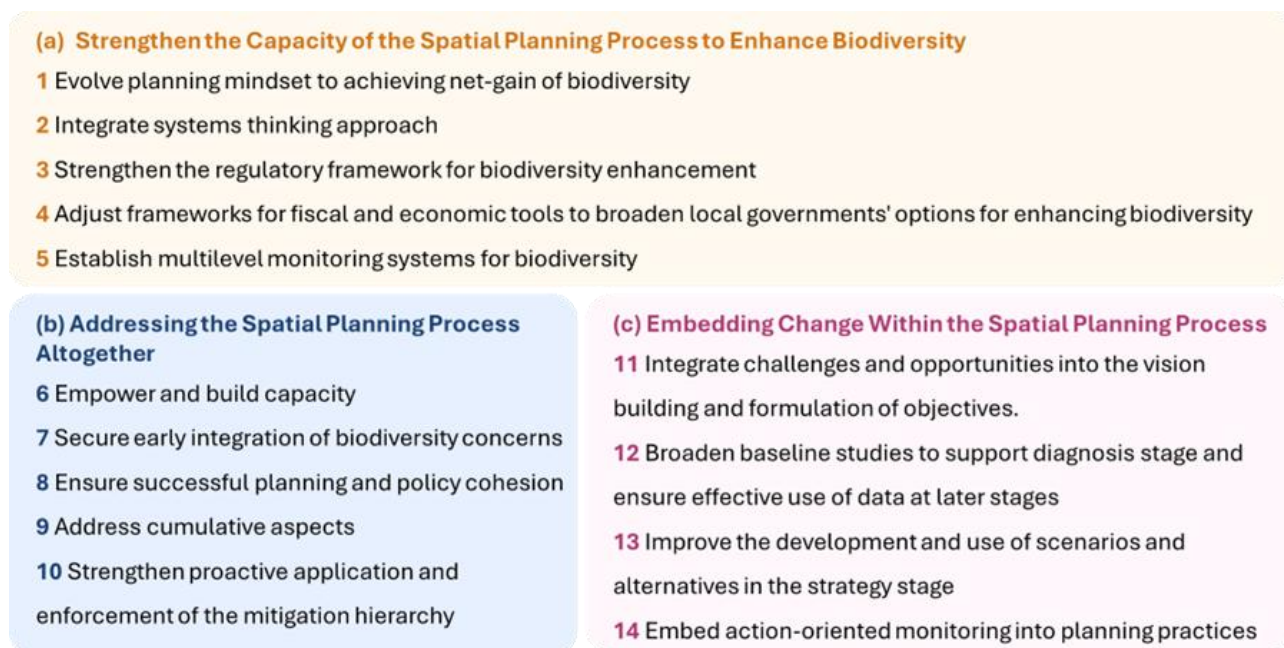 (a) Strengthen the Capacity of the Spatial Planning Process to Enhance Biodiversity
1 Evolve planning mindset to achieving net-gain of biodiversity
2 Integrate systems thinking approach
3 Strengthen the regulatory framework for biodiversity enhancement
4 Adjust frameworks for fiscal and economic tools to broaden local governments' options for enhancing biodiversity
5 Establish multilevel monitoring systems for biodiversity
(b) Addressing the Spatial Planning Process
Altogether
6 Empower and build capacity
7 Secure early integration of biodiversity concerns
8 Ensure successful planning and policy cohesion
9 Address cumulative aspects
10 Strengthen proactive application and
enforcement of the mitigation hierarchy
(c) Embedding Change Within the Spatial Planning Process
11 Integrate challenges and opportunities into the vision
building and formulation of objectives.
12 Broaden baseline studies to support diagnosis stage and
ensure effective use of data at later stages
13 Improve the development and use of scenarios and
alternatives in the strategy stage
14 Embed action-oriented monitoring into planning practices